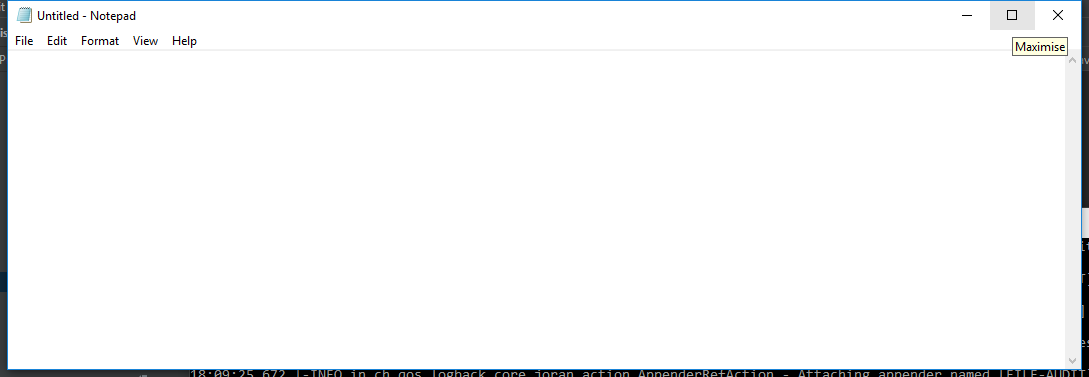 Untitled - Notepad
File Edit Format View Help
Maximise
18:09:25,672 |-INFO in ch.qos.logback.core.joran.action.AppenderRefAction - Attaching appender named [FILE-AUDIT